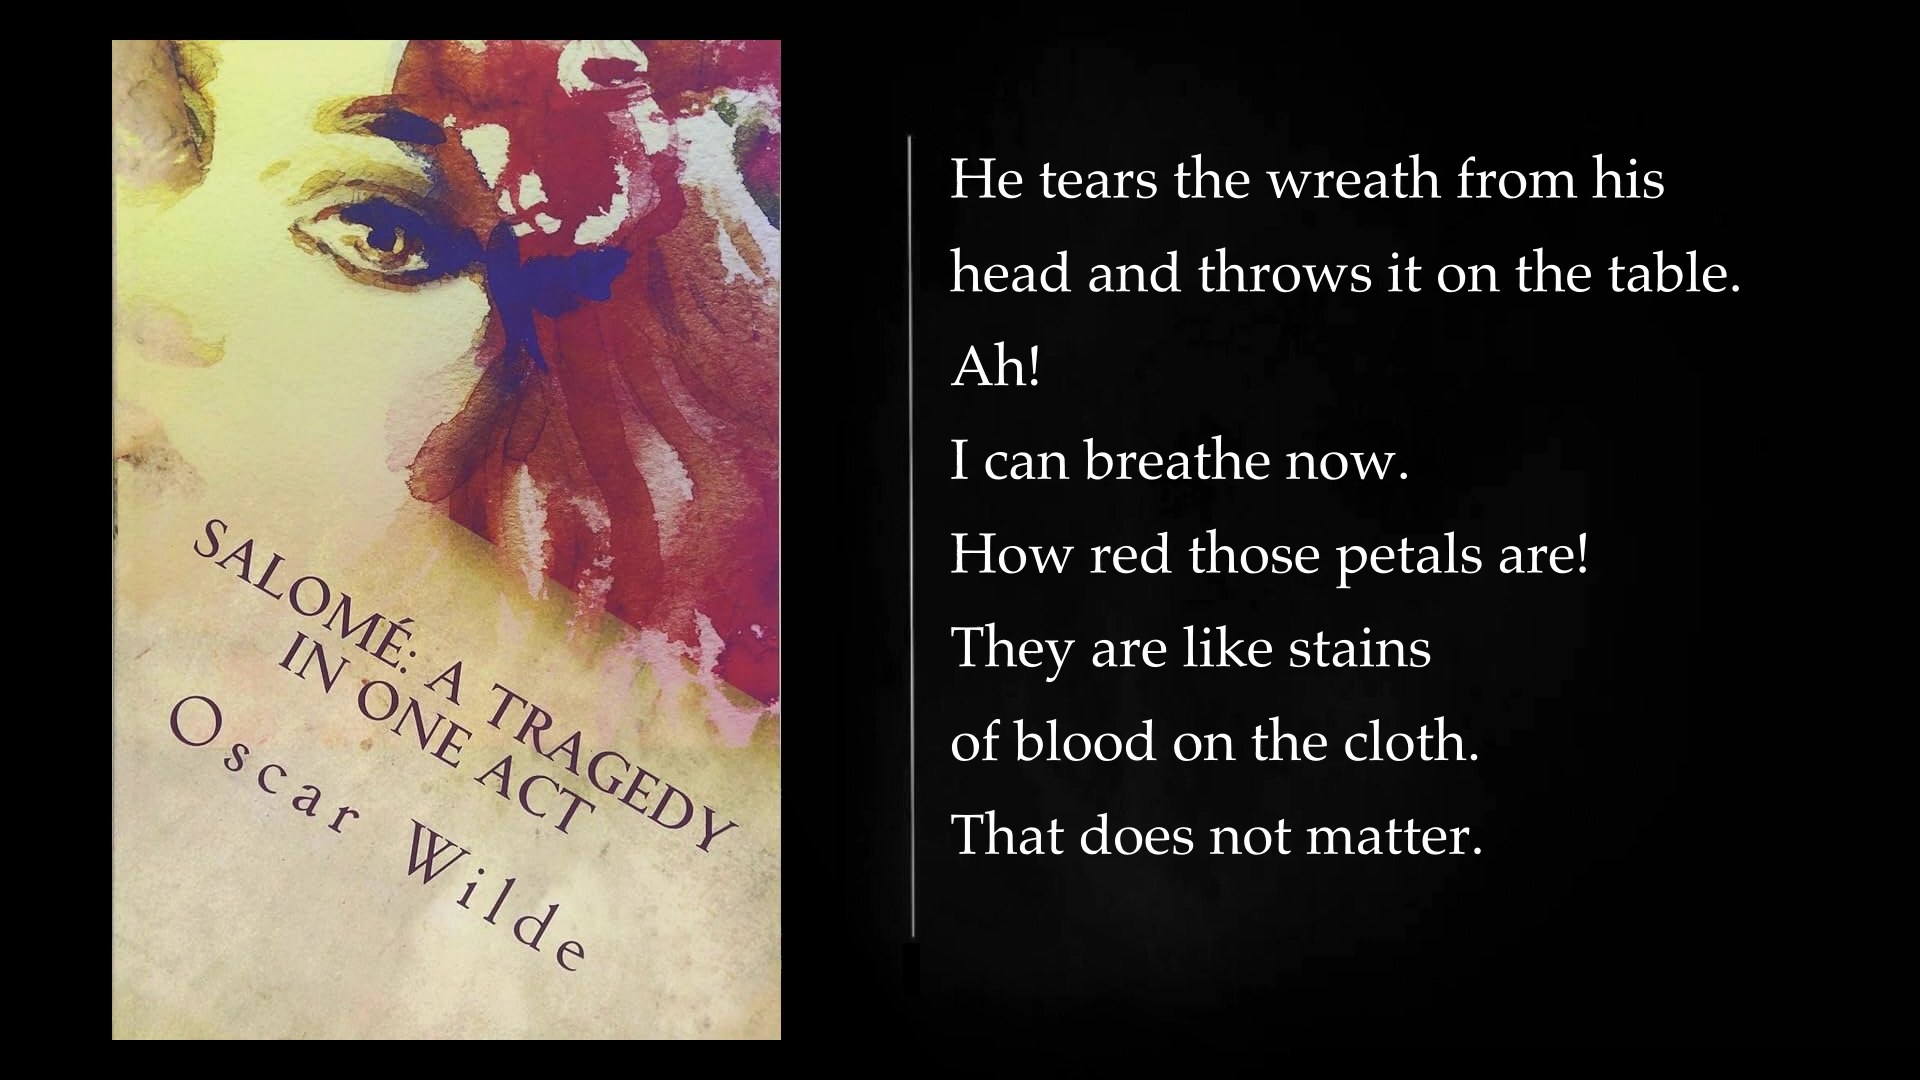 SALOMÉ: A TRAGEDY
IN ONE ACT
Oscar Wilde
He tears the wreath from his
head and throws it on the table.
Ah!
I can breathe now.
How red those petals are!
They are like stains
of blood on the cloth.
That does not matter.